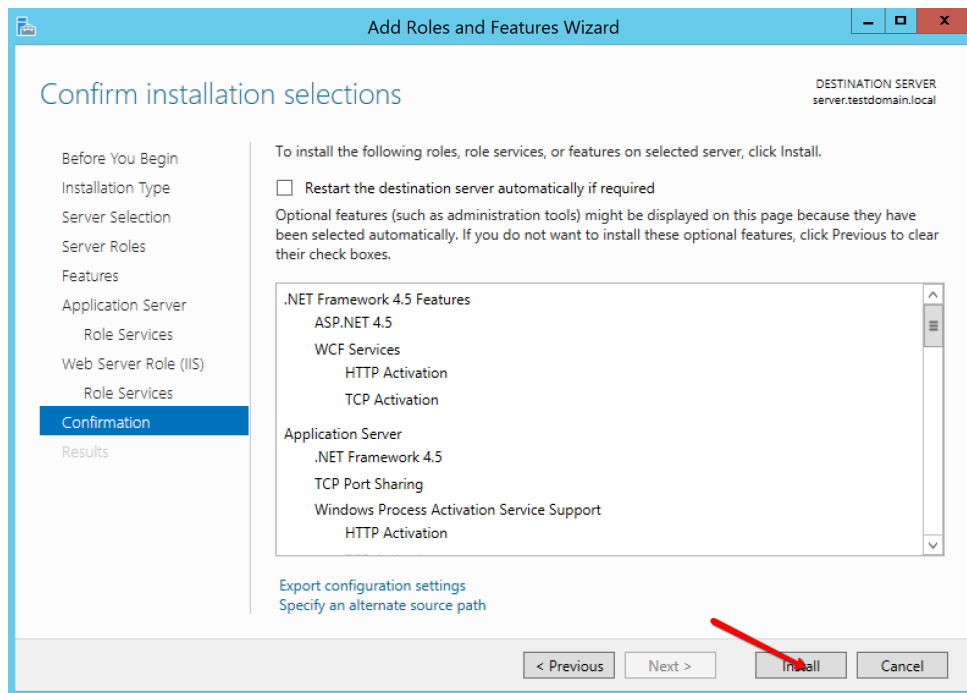 Add Roles and Features Wizard
Confirm installation selections
DESTINATION SERVER
server.testdomain.local
Before You Begin
Installation Type
Server Selection
Server Roles
Features
Application Server
Role Services
Web Server Role (IIS)
Role Services
Confirmation
Results
To install the following roles, role services, or features on selected server, click Install.
Restart the destination server automatically if required
Optional features (such as administration tools) might be displayed on this page because they have
been selected automatically. If you do not want to install these optional features, click Previous to clear
their check boxes.
.NET Framework 4.5 Features
ASP.NET 4.5
WCF Services
HTTP Activation
TCP Activation
Application Server
.NET Framework 4.5
TCP Port Sharing
Windows Process Activation Service Support
HTTP Activation
Export configuration settings
Specify an alternate source path
< Previous
Next >
Install
Cancel